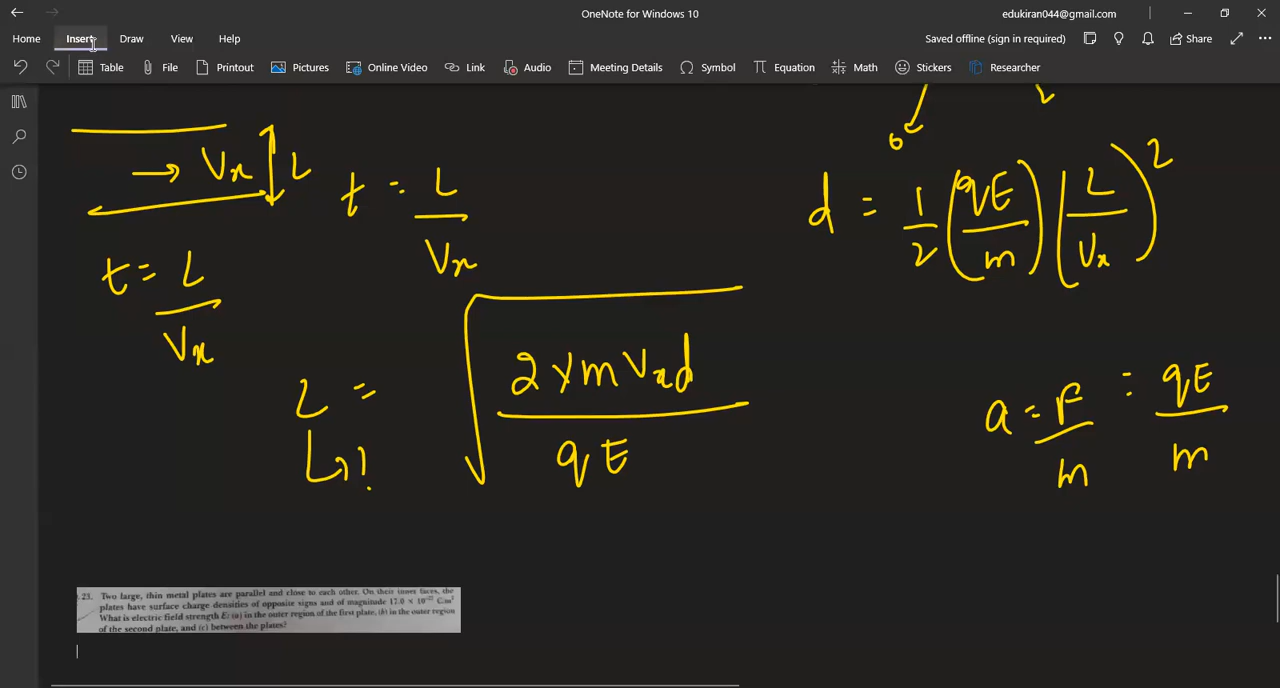 OneNote for Windows 10
edukiran044@gmail.com
Home Insert Draw View Help
Saved offline (sign in required) Share
Table File Printout Pictures Online Video Link Audio Meeting Details Symbol Equation Math Stickers Researcher
→ Vx L
t = L / Vx
t = L / Vx
d = 1/2 (qE/m) (L/Vx)²
L = √(2 y m Vx d / qE)
L→ ?
a = F/m = qE/m
23. Two large, thin metal plates are parallel and close to each other. On their inner faces, the
plates have surface charge densities of opposite signs and of magnitude 17.0 ×
What is electric field strength E: (a) in the outer region of the first plate, (b) in the outer region
of the second plate, and (c) between the plates?